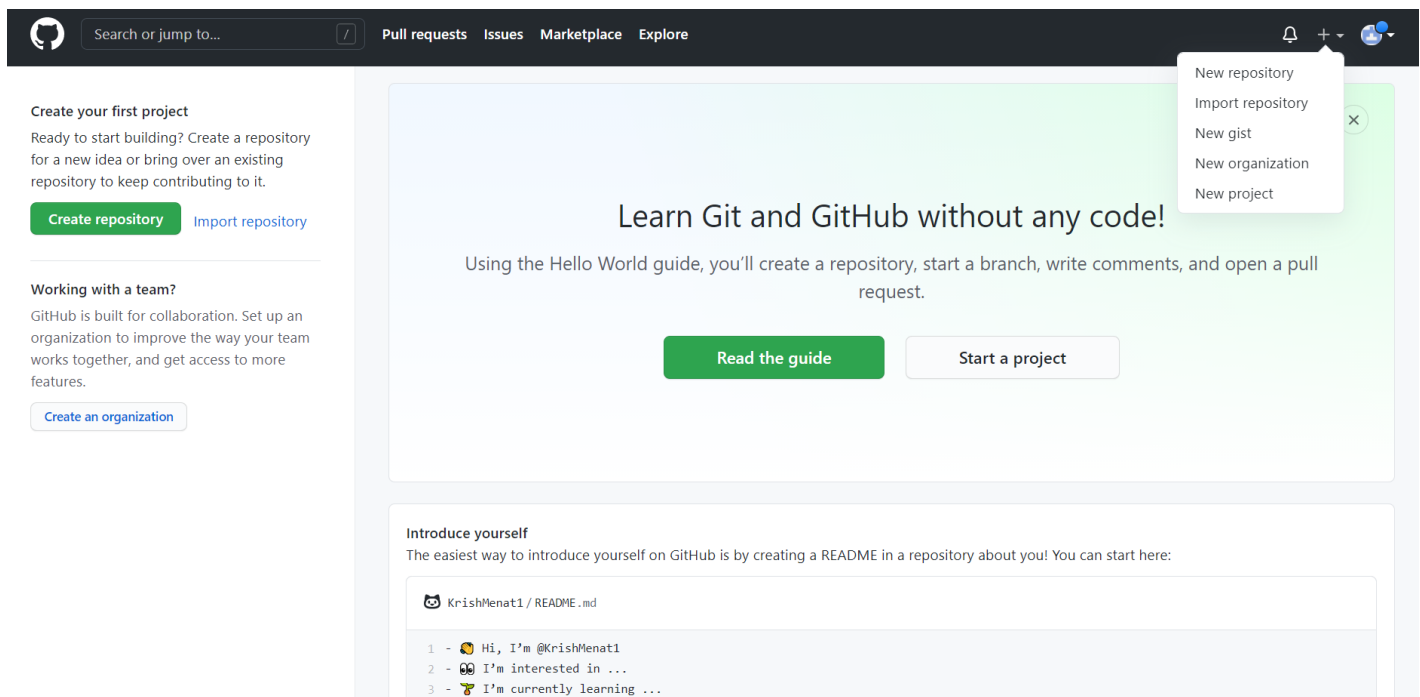 Search or jump to... /
Pull requests Issues Marketplace Explore
New repository
Import repository
New gist
New organization
New project
Create your first project
Ready to start building? Create a repository
for a new idea or bring over an existing
repository to keep contributing to it.
Create repository Import repository
Working with a team?
GitHub is built for collaboration. Set up an
organization to improve the way your team
works together, and get access to more
features.
Create an organization
Learn Git and GitHub without any code!
Using the Hello World guide, you’ll create a repository, start a branch, write comments, and open a pull
request.
Read the guide Start a project
Introduce yourself
The easiest way to introduce yourself on GitHub is by creating a README in a repository about you! You can start here:
KrishMenat1 / README.md
1 - 👋 Hi, I’m @KrishMenat1
2 - 👀 I’m interested in ...
3 - 🌱 I’m currently learning ...